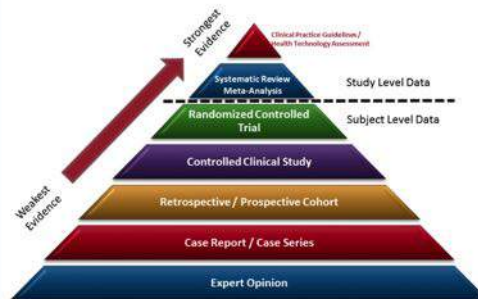 Strongest
Evidence
Clinical Practice Guidelines /
Health Technology Assessment
Systematic Review
Meta-Analysis
Study Level Data
Randomized Controlled
Trial
Subject Level Data
Controlled Clinical Study
Weakest
Evidence
Retrospective / Prospective Cohort
Case Report / Case Series
Expert Opinion